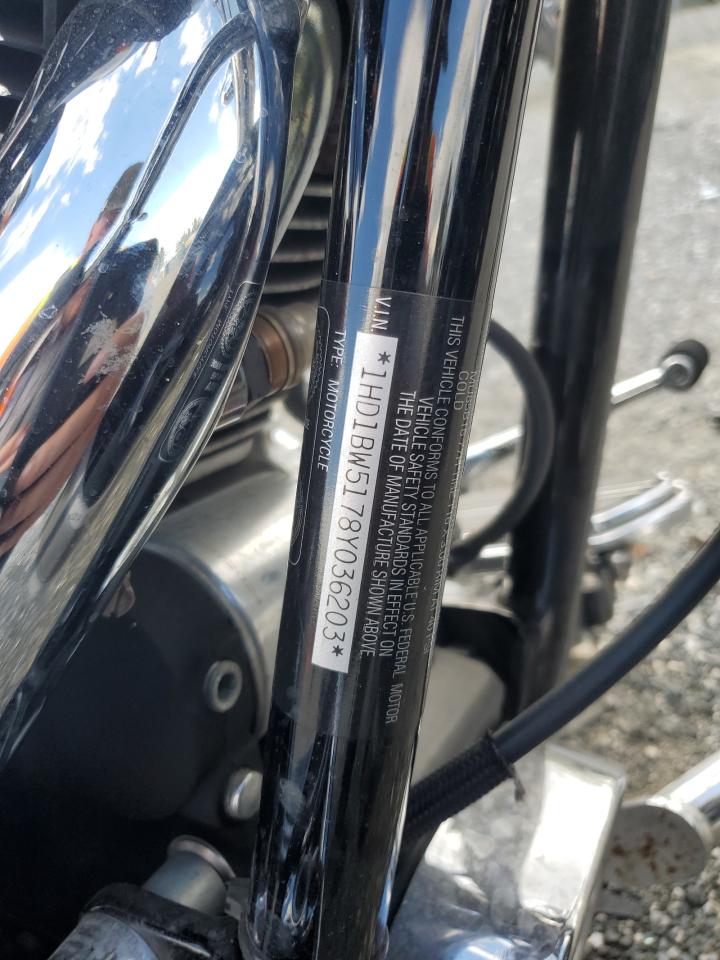 COLD
THIS VEHICLE CONFORMS TO ALL APPLICABLE U.S. FEDERAL MOTOR
VEHICLE SAFETY STANDARDS IN EFFECT ON
THE DATE OF MANUFACTURE SHOWN ABOVE
V.I.N. *1HD1BW5178Y036203*
TYPE: MOTORCYCLE